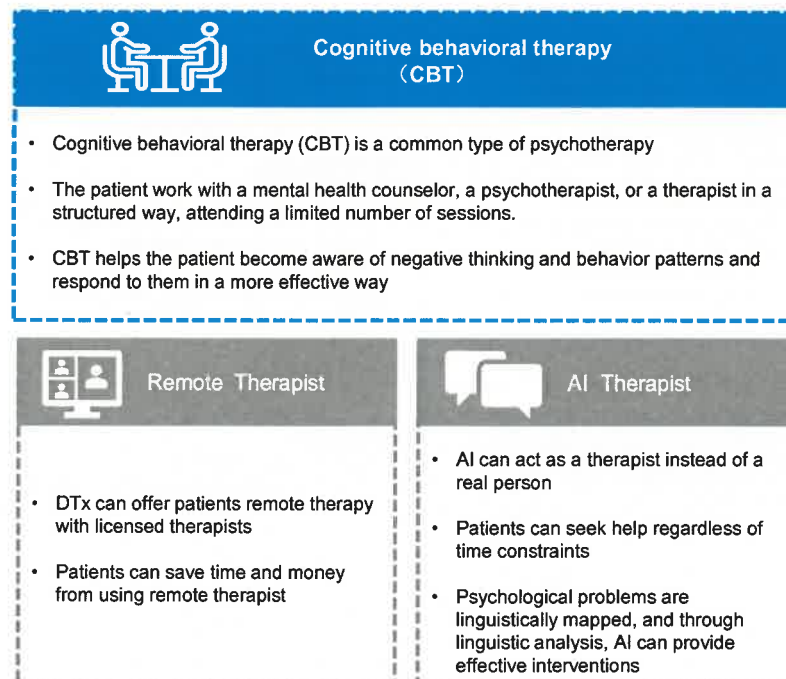 Cognitive behavioral therapy
（CBT）
• Cognitive behavioral therapy (CBT) is a common type of psychotherapy
• The patient work with a mental health counselor, a psychotherapist, or a therapist in a
structured way, attending a limited number of sessions.
• CBT helps the patient become aware of negative thinking and behavior patterns and
respond to them in a more effective way
Remote Therapist
• DTx can offer patients remote therapy
with licensed therapists
• Patients can save time and money
from using remote therapist
AI Therapist
• AI can act as a therapist instead of a
real person
• Patients can seek help regardless of
time constraints
• Psychological problems are
linguistically mapped, and through
linguistic analysis, AI can provide
effective interventions